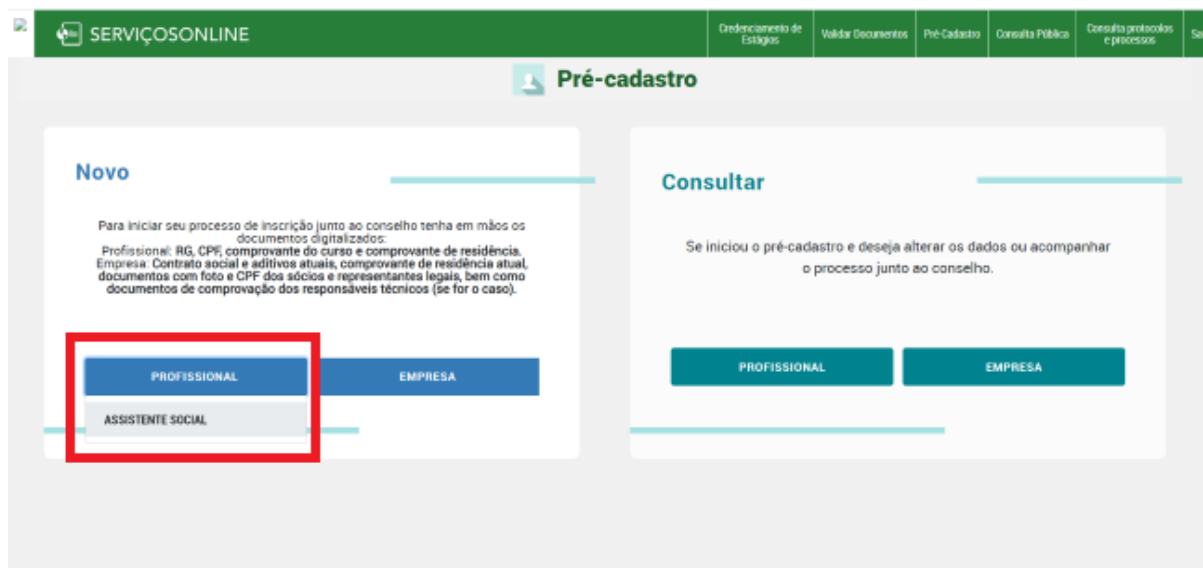 SERVIÇOSONLINE
Credenciamento de
Estágios
Validar Documentos
Pré-Cadastro
Consulta Pública
Consulta protocolos
e processos
Pré-cadastro
Novo
Para iniciar seu processo de inscrição junto ao conselho tenha em mãos os
documentos digitalizados:
Profissional: RG, CPF, comprovante do curso e comprovante de residência.
Empresa: Contrato social e aditivos atuais, comprovante de residência atual,
documentos com foto e CPF dos sócios e representantes legais, bem como
documentos de comprovação dos responsáveis técnicos (se for o caso).
PROFISSIONAL
EMPRESA
ASSISTENTE SOCIAL
Consultar
Se iniciou o pré-cadastro e deseja alterar os dados ou acompanhar
o processo junto ao conselho.
PROFISSIONAL
EMPRESA